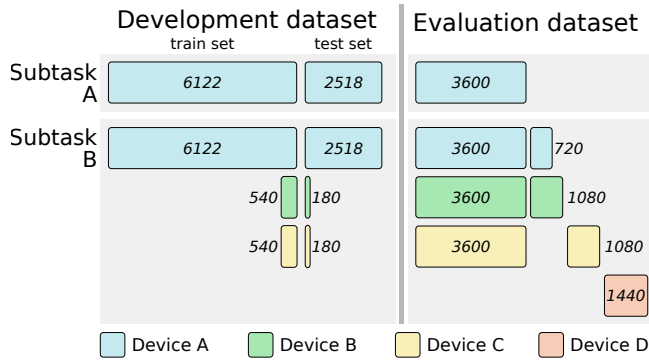 Development dataset
Evaluation dataset
train set
test set
Subtask
A
6122
2518
3600
Subtask
B
6122
2518
3600
720
540
180
3600
1080
540
180
3600
1080
1440
Device A
Device B
Device C
Device D